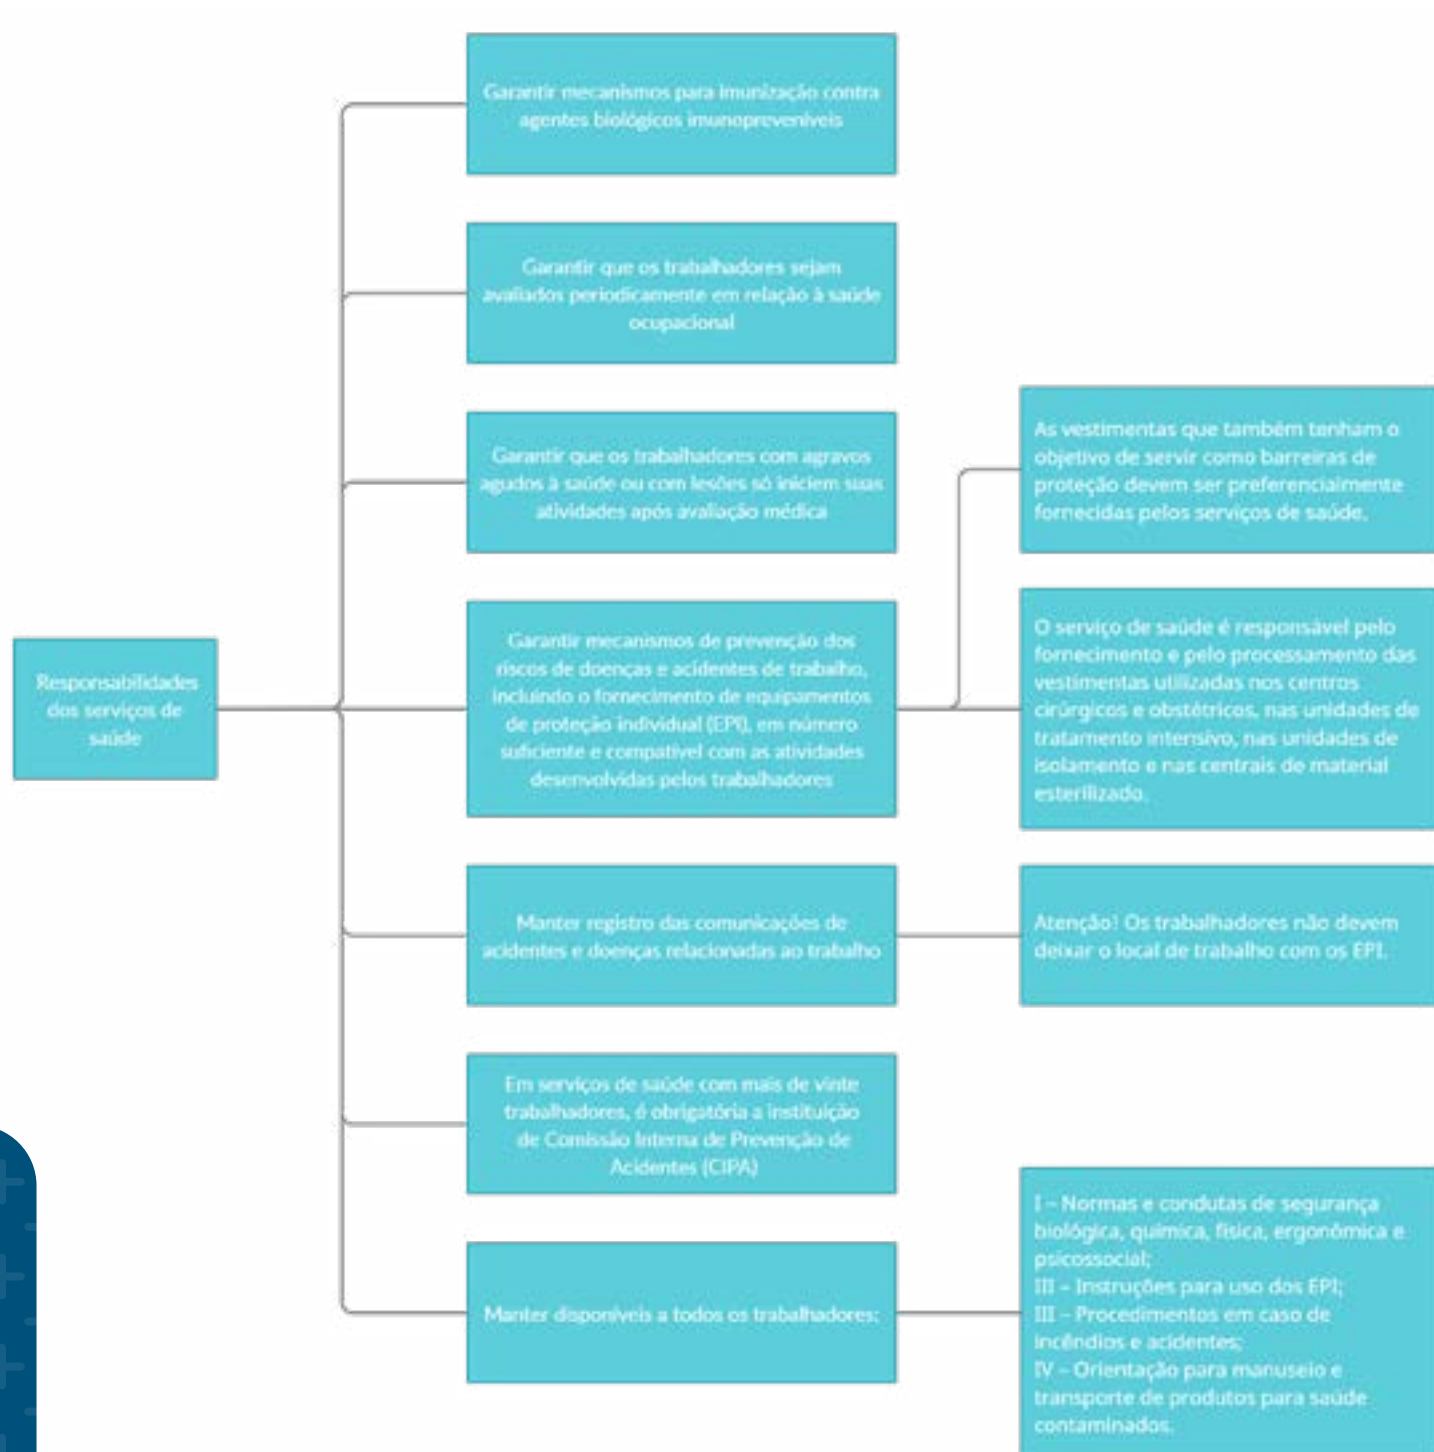 Garantir mecanismos para imunização contra
agentes biológicos imunopreveníveis
Garantir que os trabalhadores sejam
avaliados periodicamente em relação à saúde
ocupacional
Garantir que os trabalhadores com agravos
agudos à saúde ou com lesões só iniciem suas
atividades após avaliação médica
As vestimentas que também tenham o
objetivo de servir como barreiras de
proteção devem ser preferencialmente
fornecidas pelos serviços de saúde.
Responsabilidades
dos serviços de
saúde
Garantir mecanismos de prevenção dos
riscos de doenças e acidentes de trabalho,
incluindo o fornecimento de equipamentos
de proteção individual (EPI), em número
suficiente e compatível com as atividades
desenvolvidas pelos trabalhadores
O serviço de saúde é responsável pelo
fornecimento e pelo processamento das
vestimentas utilizadas nos centros
cirúrgicos e obstétricos, nas unidades de
tratamento intensivo, nas unidades de
isolamento e nas centrais de material
esterilizado.
Manter registro das comunicações de
acidentes e doenças relacionadas ao trabalho
Atenção! Os trabalhadores não devem
deixar o local de trabalho com os EPI.
Em serviços de saúde com mais de vinte
trabalhadores, é obrigatória a instituição
de Comissão Interna de Prevenção de
Acidentes (CIPA)
Manter disponíveis a todos os trabalhadores:
I – Normas e condutas de segurança
biológica, química, física, ergonômica e
psicossocial;
III – Instruções para uso dos EPI;
III – Procedimentos em caso de
incêndios e acidentes;
IV – Orientação para manuseio e
transporte de produtos para saúde
contaminados.